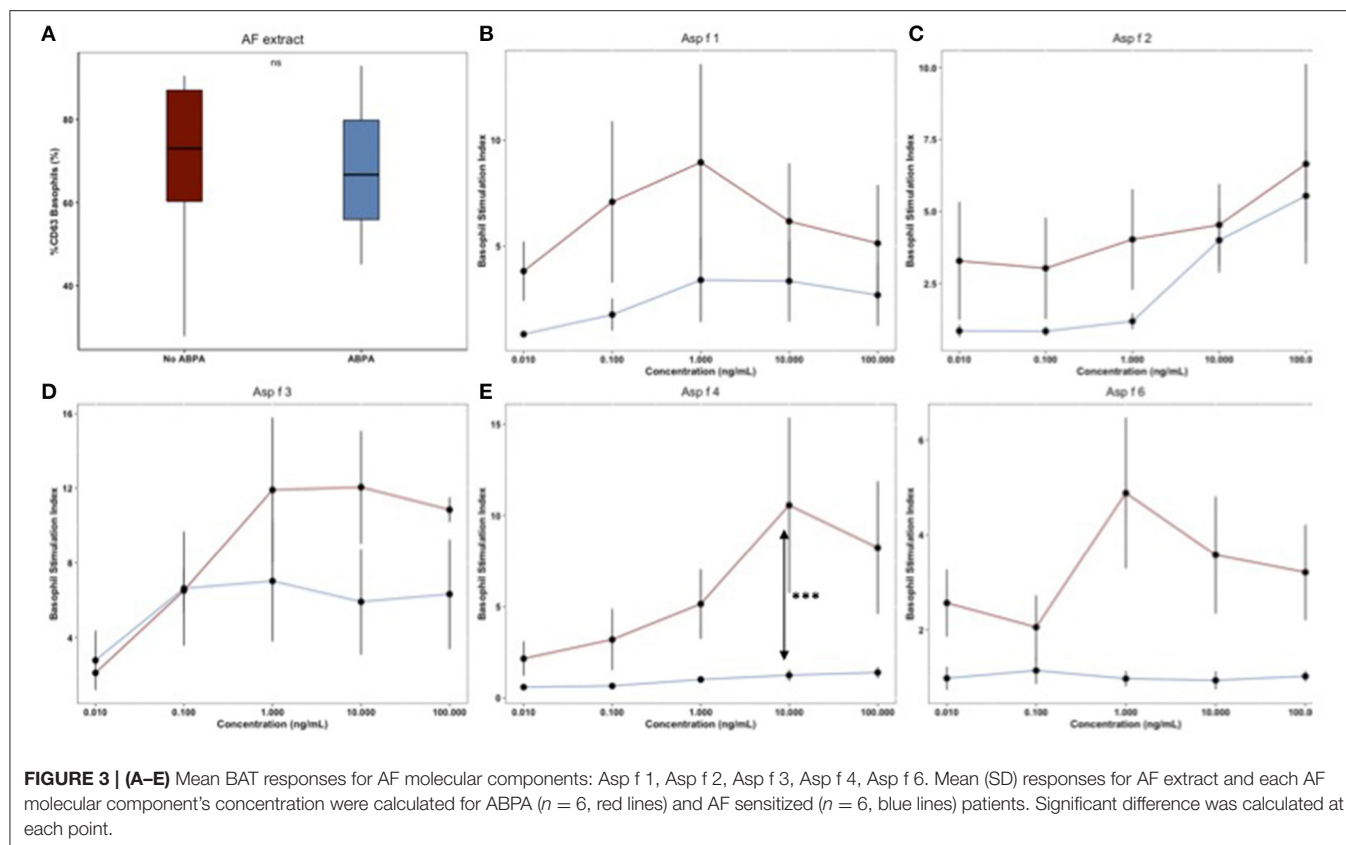 A
AF extract
ns
80
60
40
%CD63 Basophils (%)
No ABPA
ABPA
B
Asp f 1
10
5
Basophil Stimulation Index
0.010
0.100
1.000
10.000
100.000
Concentration (ng/mL)
C
Asp f 2
10.0
7.5
5.0
2.5
Basophil Stimulation Index
0.010
0.100
1.000
10.000
100.0
Concentration (ng/mL)
D
Asp f 3
16
12
8
4
Basophil Stimulation Index
0.010
0.100
1.000
10.000
100.000
Concentration (ng/mL)
E
Asp f 4
15
10
5
0
Basophil Stimulation Index
***
0.010
0.100
1.000
10.000
100.000
Concentration (ng/mL)
Asp f 6
6
4
2
Basophil Stimulation Index
0.010
0.100
1.000
10.000
100.0
Concentration (ng/mL)
FIGURE 3 | (A–E) Mean BAT responses for AF molecular components: Asp f 1, Asp f 2, Asp f 3, Asp f 4, Asp f 6. Mean (SD) responses for AF extract and each AF
molecular component's concentration were calculated for ABPA (n = 6, red lines) and AF sensitized (n = 6, blue lines) patients. Significant difference was calculated at
each point.